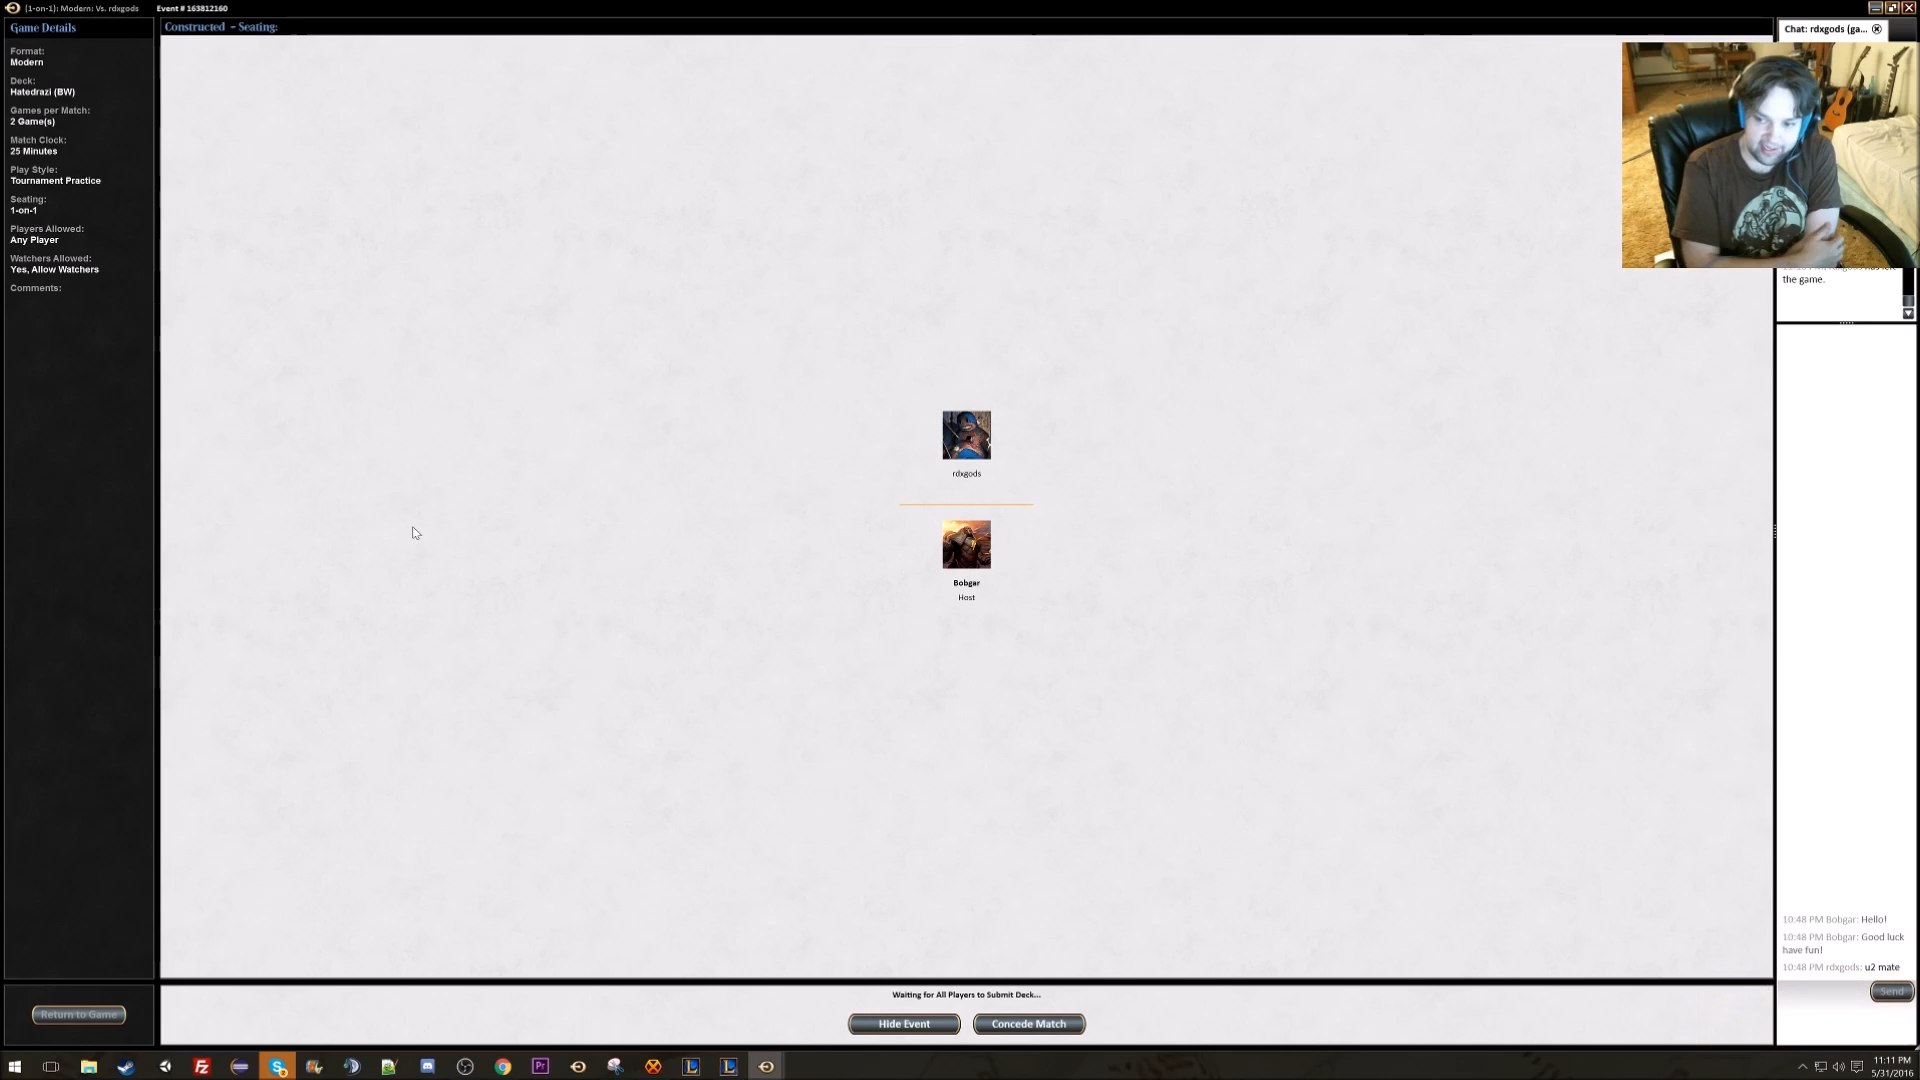 (1-on-1): Modern: Vs. rdxgods
Event # 163812160
Game Details
Format:
Modern
Deck:
Hatedrazi (BW)
Games per Match:
2 Game(s)
Match Clock:
25 Minutes
Play Style:
Tournament Practice
Seating:
1-on-1
Players Allowed:
Any Player
Watchers Allowed:
Yes, Allow Watchers
Comments:
Return to Game
Constructed - Seating:
rdxgods
Bobgar
Host
Waiting for All Players to Submit Deck...
Hide Event
Concede Match
Chat: rdxgods (ga...
the game.
10:48 PM Bobgar: Hello!
10:48 PM Bobgar: Good luck
have fun!
10:48 PM rdxgods: u2 mate
Send
11:11 PM
5/31/2016